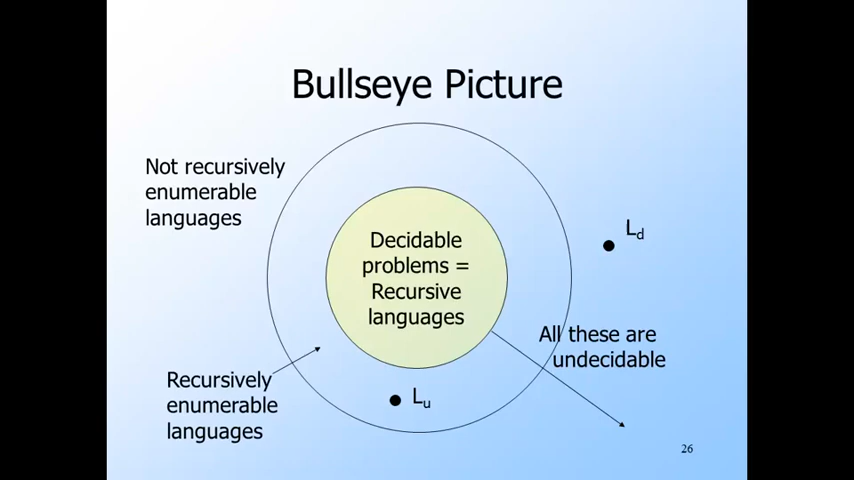 Bullseye Picture
Not recursively
enumerable
languages
Decidable
problems =
Recursive
languages
L_d
All these are
undecidable
Recursively
enumerable
languages
L_u
26